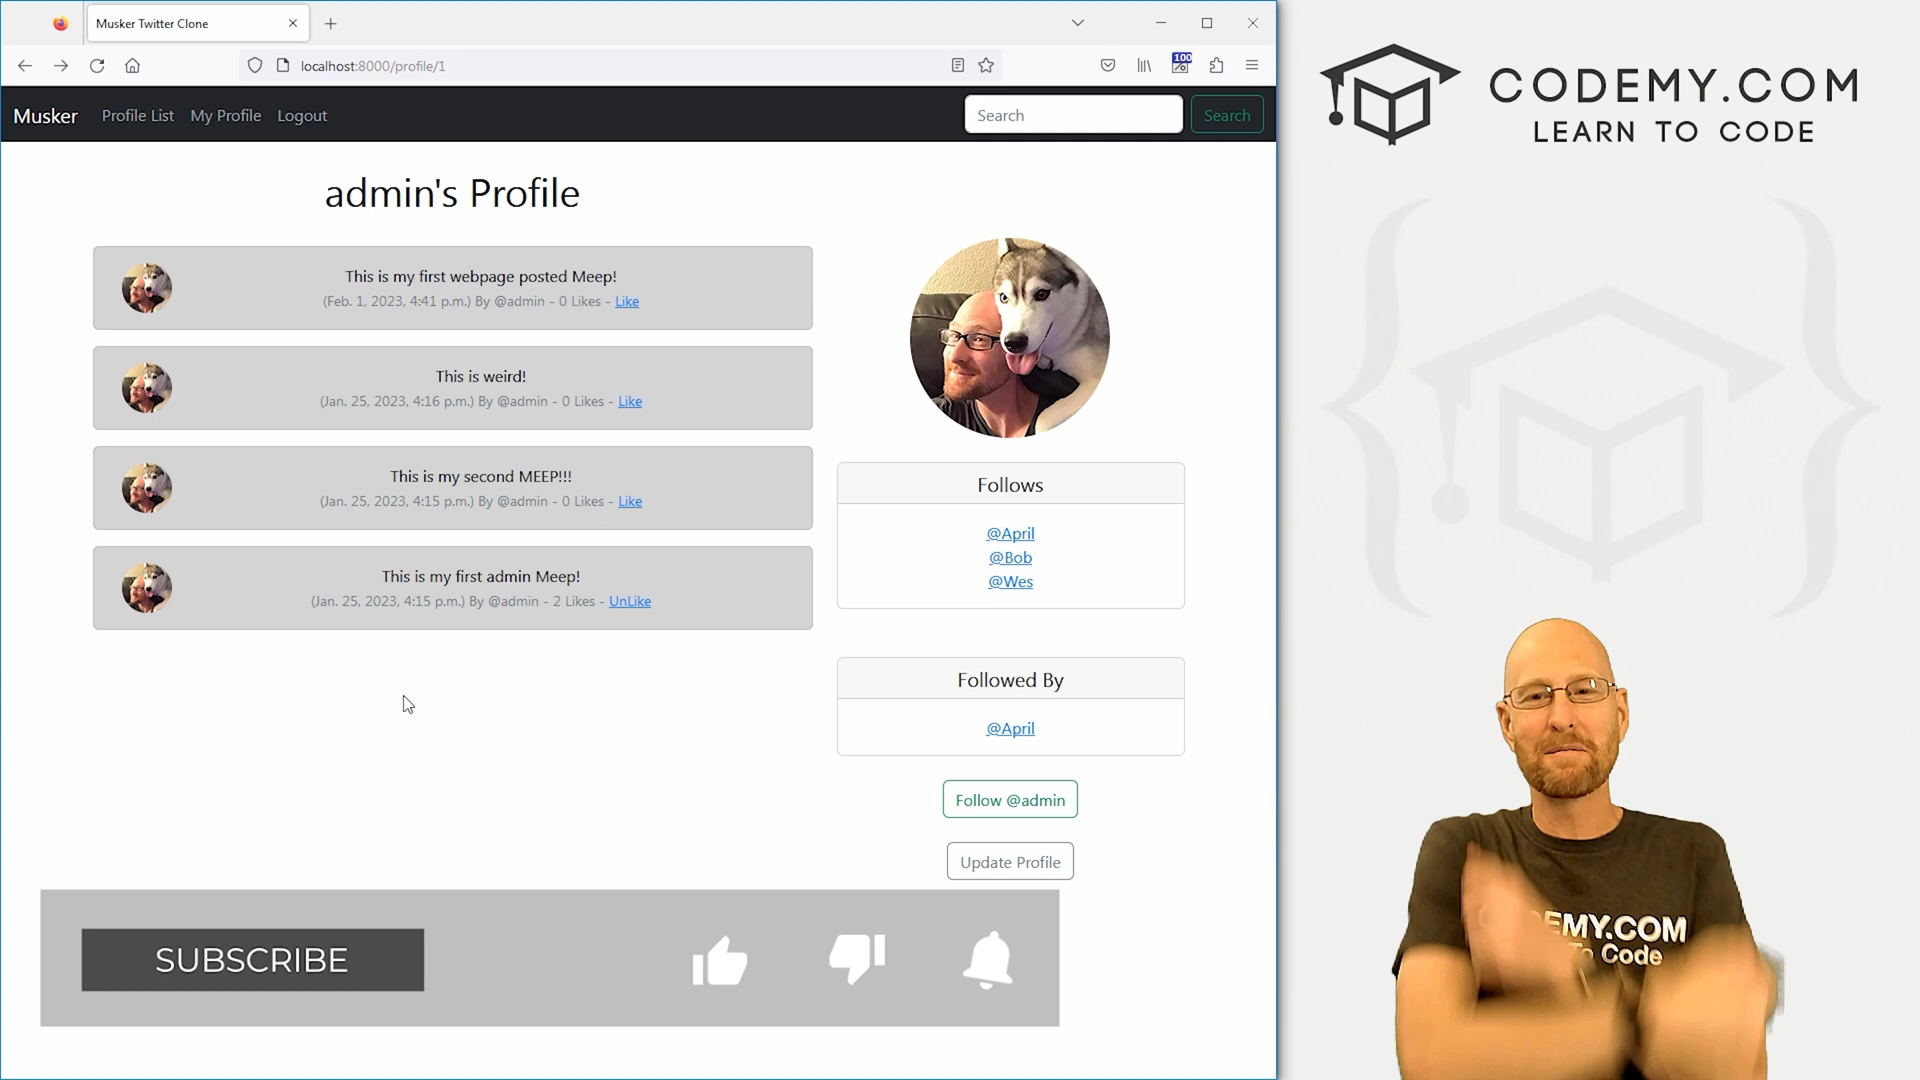 Musker Twitter Clone
localhost:8000/profile/1
100
%
Musker Profile List My Profile Logout Search Search
admin's Profile
This is my first webpage posted Meep!
(Feb. 1, 2023, 4:41 p.m.) By @admin - 0 Likes - Like
This is weird!
(Jan. 25, 2023, 4:16 p.m.) By @admin - 0 Likes - Like
This is my second MEEP!!!
(Jan. 25, 2023, 4:15 p.m.) By @admin - 0 Likes - Like
This is my first admin Meep!
(Jan. 25, 2023, 4:15 p.m.) By @admin - 2 Likes - UnLike
Follows
@April
@Bob
@Wes
Followed By
@April
Follow @admin
Update Profile
SUBSCRIBE
CODEMY.COM
LEARN TO CODE
EMY.COM
Code